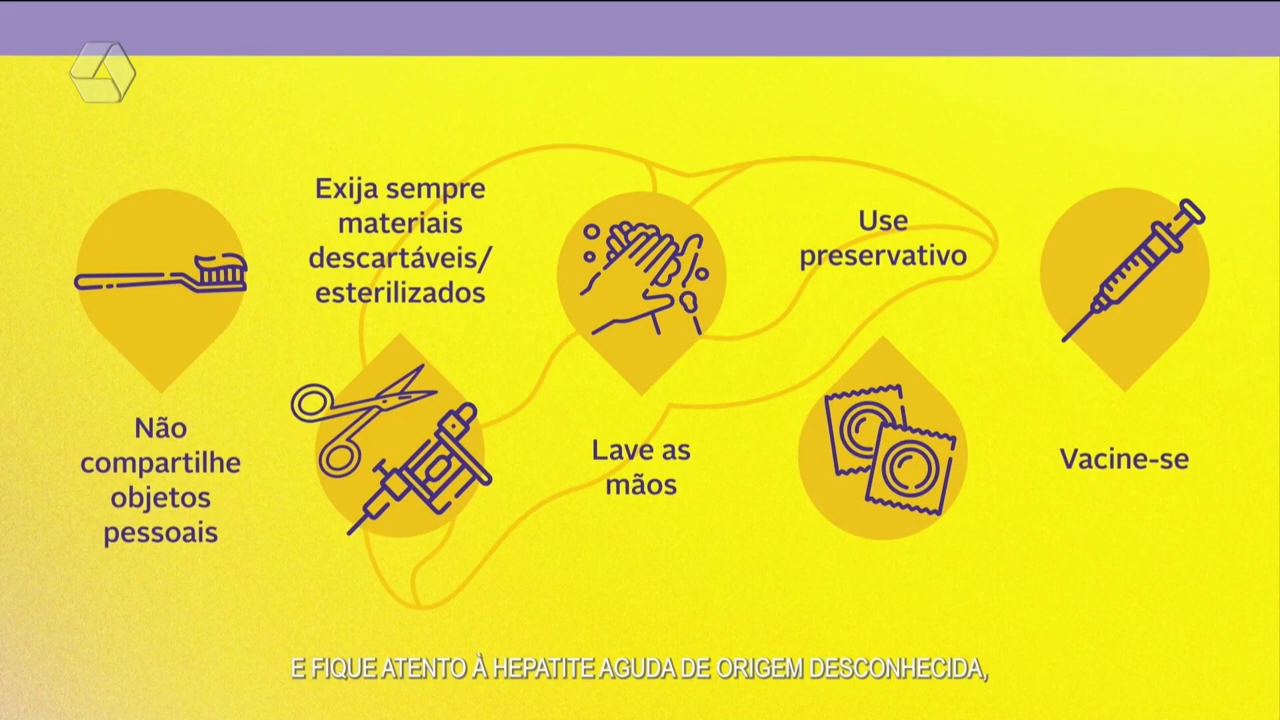 Não
compartilhe
objetos
pessoais
Exija sempre
materiais
descartáveis/
esterilizados
Lave as
mãos
Use
preservativo
Vacine-se
E FIQUE ATENTO À HEPATITE AGUDA DE ORIGEM DESCONHECIDA,